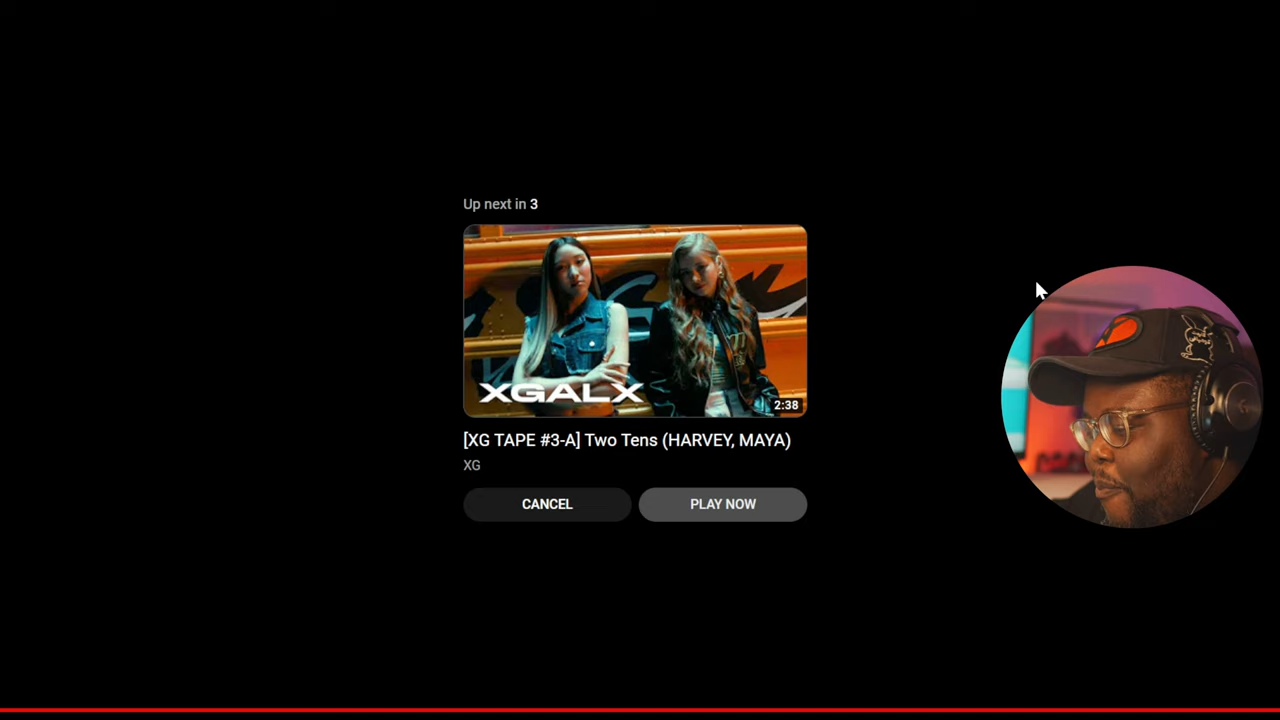 Up next in 3
XGALX
2:38
[XG TAPE #3-A] Two Tens (HARVEY, MAYA)
XG
CANCEL
PLAY NOW